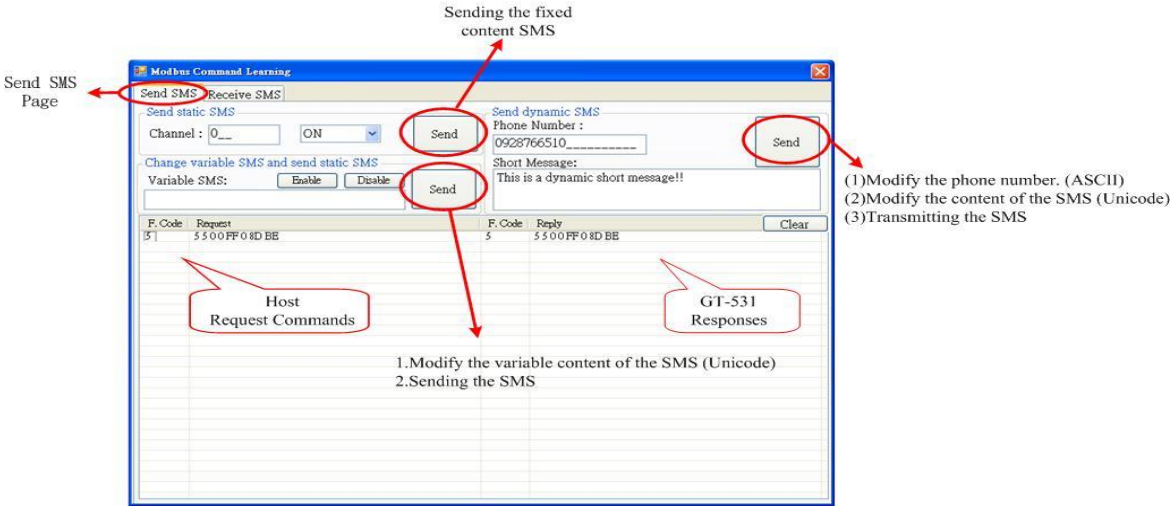 Sending the fixed
content SMS
Send SMS
Page
Modbus Command Learning
Send SMS Receive SMS
Send static SMS
Channel : 0__ ON Send
Change variable SMS and send static SMS
Variable SMS: Enable Disable
Send
Send dynamic SMS
Phone Number :
0928766510__________
Send
Short Message:
This is a dynamic short message!!
(1)Modify the phone number. (ASCII)
(2)Modify the content of the SMS (Unicode)
(3)Transmitting the SMS
F. Code Request F. Code Reply Clear
5 5 5 0 0 FF 0 8D BE 5 5 5 0 0 FF 0 8D BE
Host
Request Commands
GT-531
Responses
1.Modify the variable content of the SMS (Unicode)
2.Sending the SMS